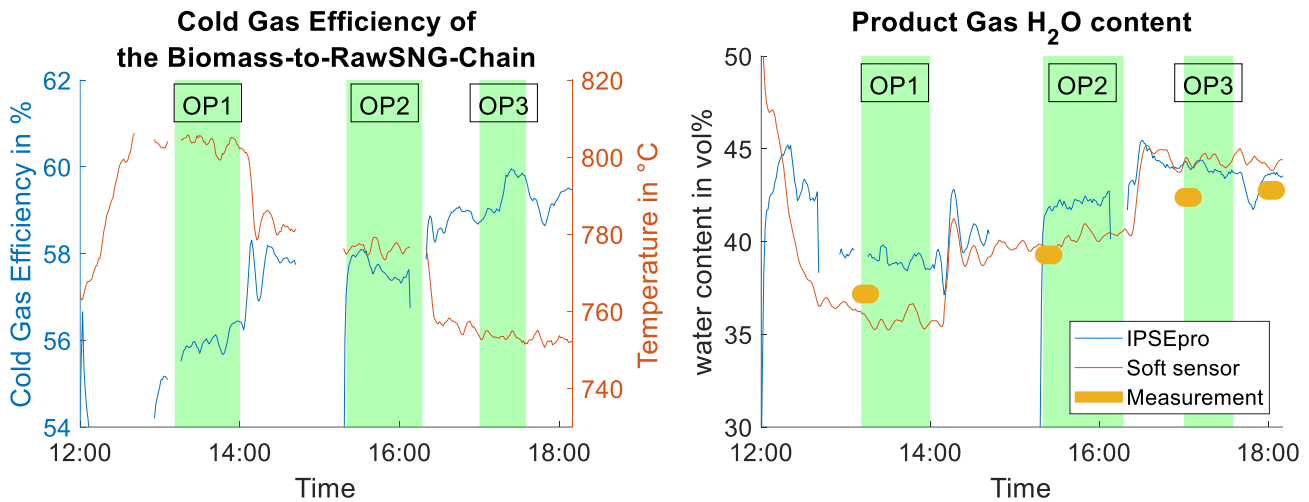 Cold Gas Efficiency of
the Biomass-to-RawSNG-Chain
Cold Gas Efficiency in %
62
60
58
56
54
OP1
OP2
OP3
820
800
780
760
740
Temperature in °C
12:00
14:00
16:00
18:00
Time
Product Gas H₂O content
water content in vol%
50
45
40
35
30
OP1
OP2
OP3
IPSEpro
Soft sensor
Measurement
12:00
14:00
16:00
18:00
Time